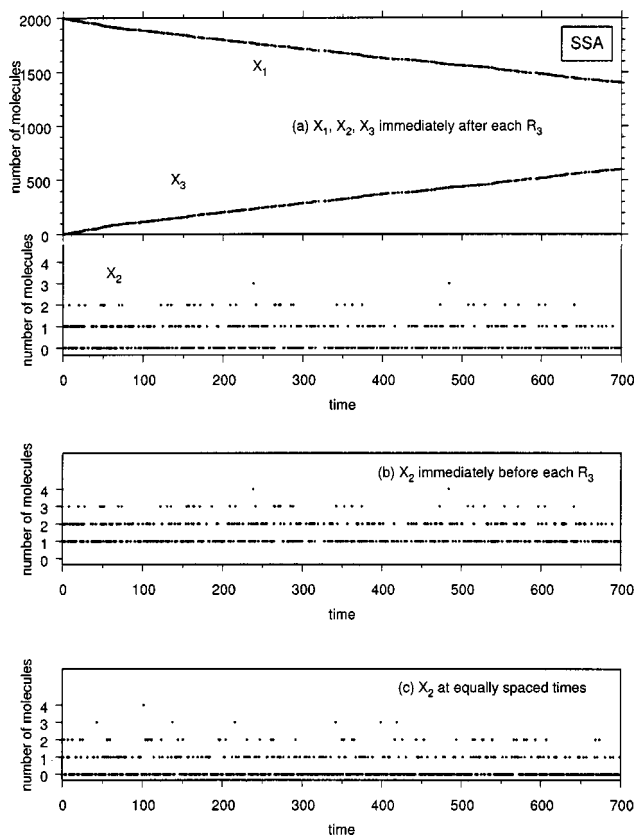 2000
1500
1000
500
0
number of molecules
SSA
X1
(a) X1, X2, X3 immediately after each R3
X3
4
3
2
1
0
number of molecules
X2
0 100 200 300 400 500 600 700
time
4
3
2
1
0
number of molecules
(b) X2 immediately before each R3
0 100 200 300 400 500 600 700
time
4
3
2
1
0
number of molecules
(c) X2 at equally spaced times
0 100 200 300 400 500 600 700
time